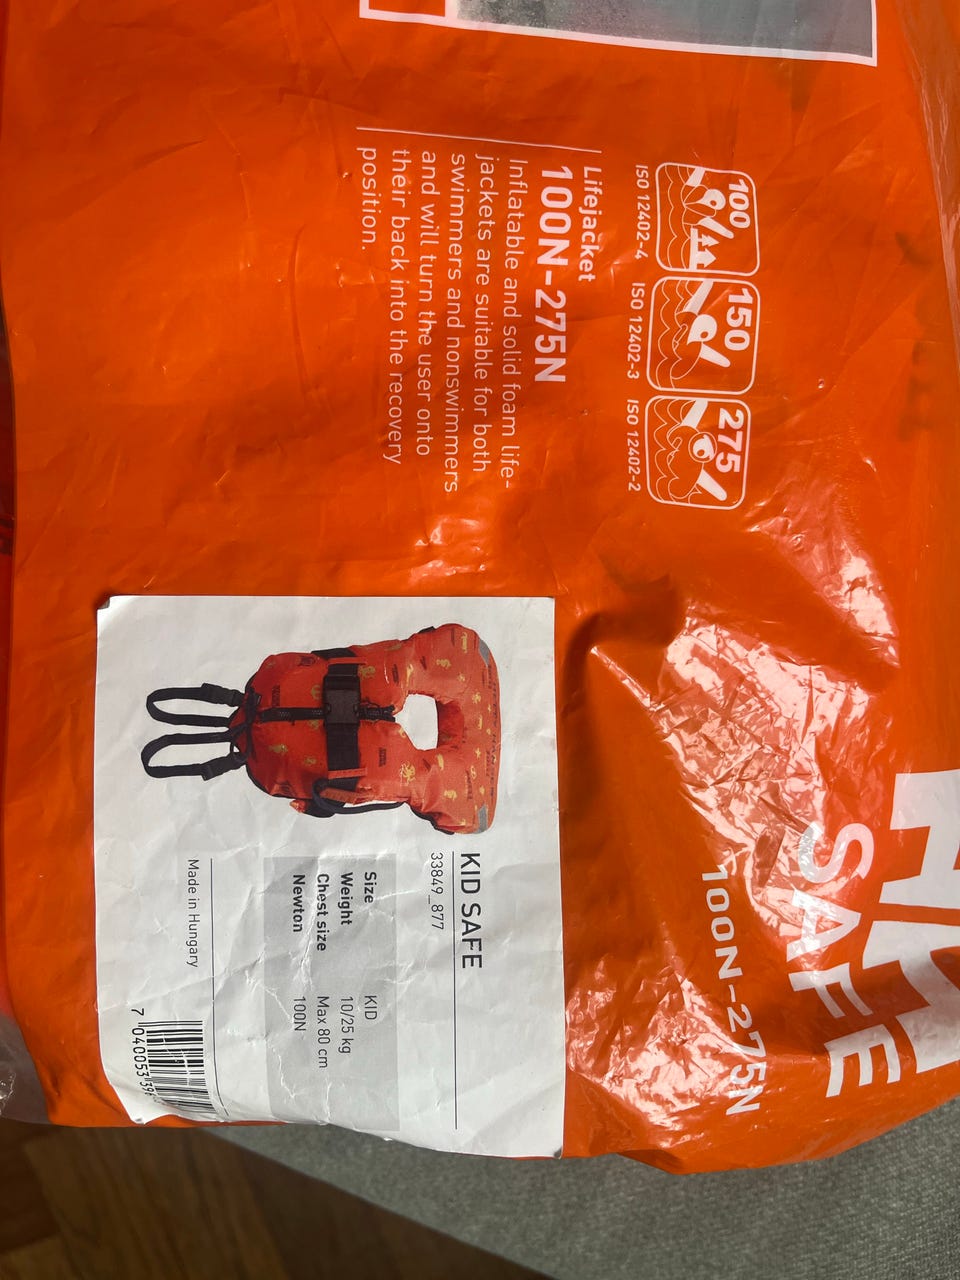 100
150
275
ISO 12402-4
ISO 12402-3
ISO 12402-2
Lifejacket
100N-275N
Inflatable and solid foam life-
jackets are suitable for both
swimmers and nonswimmers
and will turn the user onto
their back into the recovery
position.
SAFE
100N-275N
KID SAFE
33849_877
Size KID
Weight 10/25 kg
Chest size Max 80 cm
Newton 100N
Made in Hungary